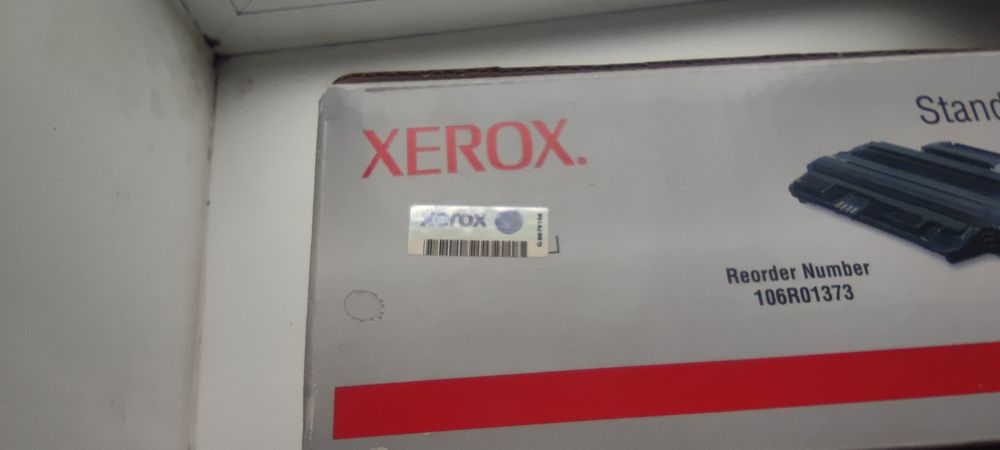 XEROX.
Stand
xerox
Reorder Number
106R01373